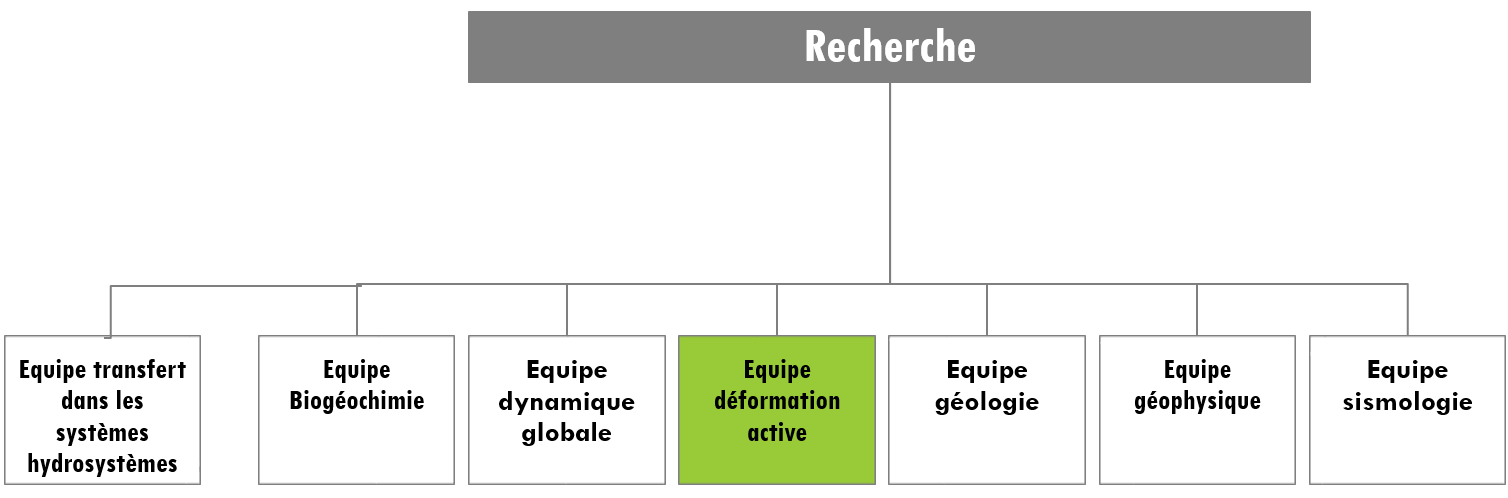 Recherche
Equipe transfert
dans les
systèmes
hydrosystèmes
Equipe
Biogéochimie
Equipe
dynamique
globale
Equipe
déformation
active
Equipe
géologie
Equipe
géophysique
Equipe
sismologie